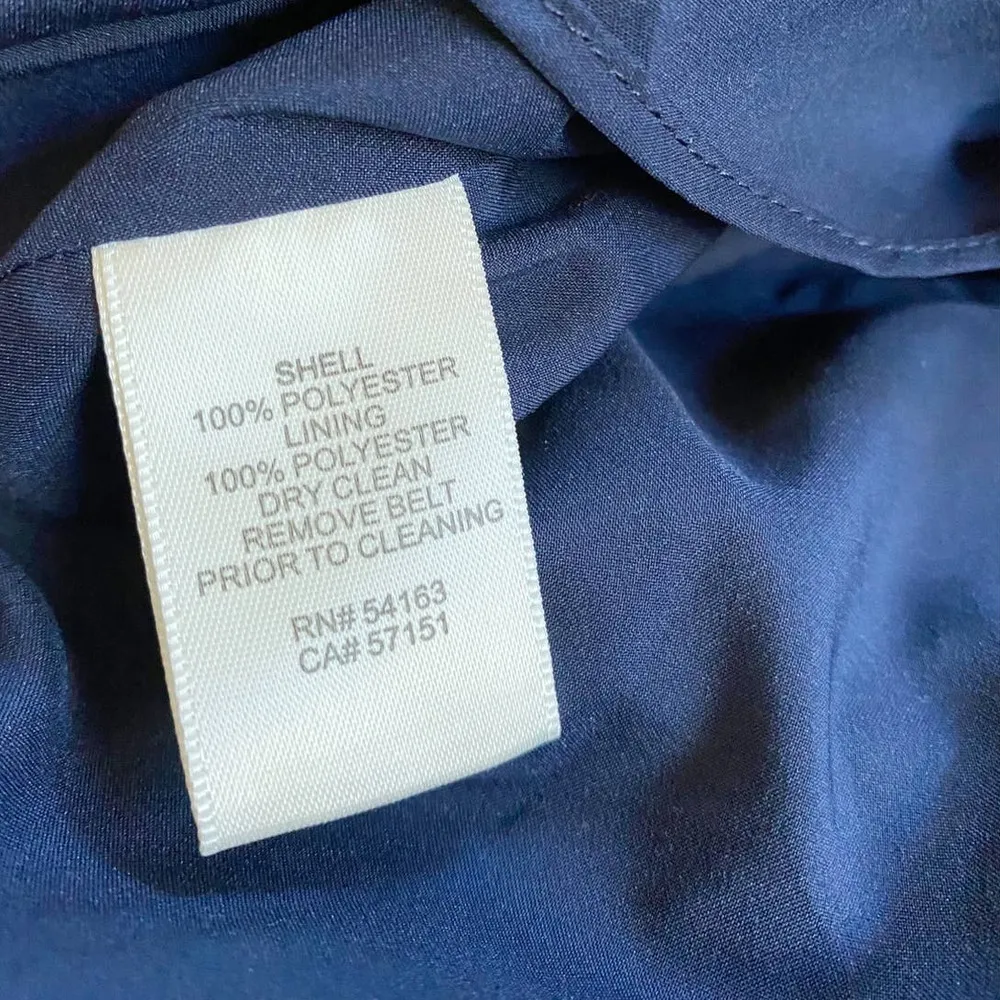 SHELL
100% POLYESTER
LINING
100% POLYESTER
DRY CLEAN
REMOVE BELT
PRIOR TO CLEANING
RN# 54163
CA# 57151